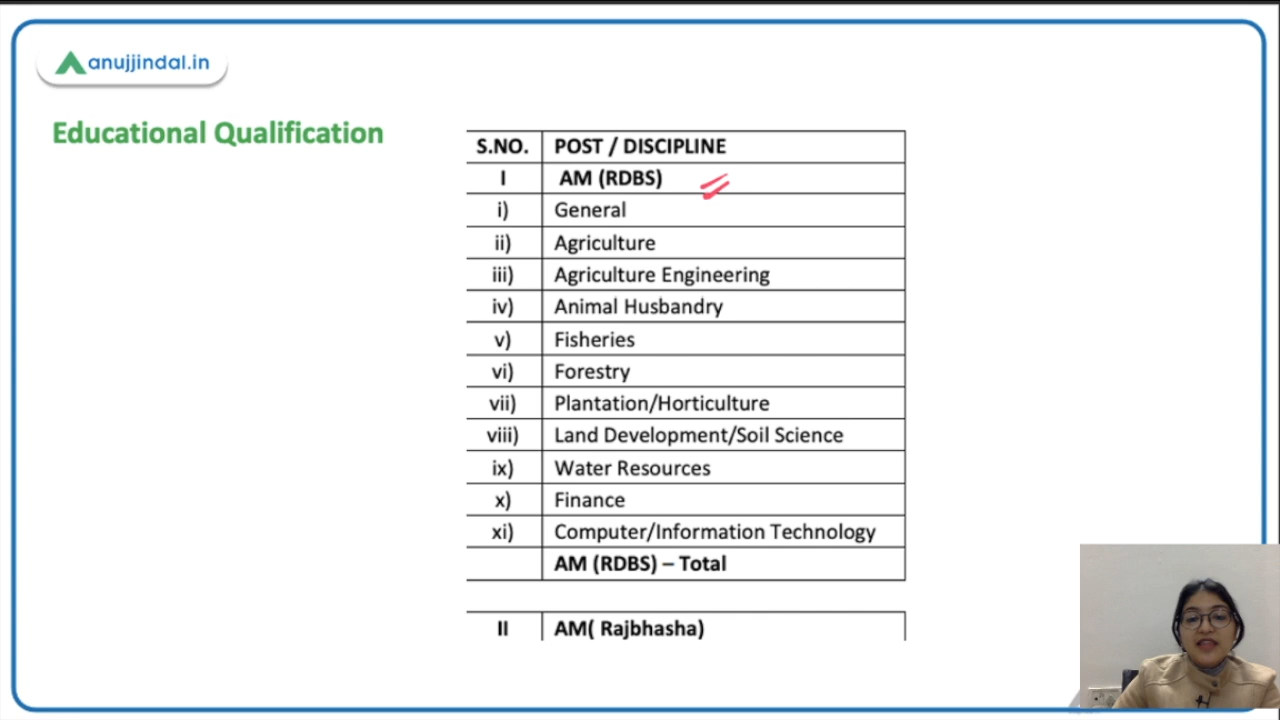 anujjindal.in
Educational Qualification
S.NO. POST / DISCIPLINE
I AM (RDBS)
i) General
ii) Agriculture
iii) Agriculture Engineering
iv) Animal Husbandry
v) Fisheries
vi) Forestry
vii) Plantation/Horticulture
viii) Land Development/Soil Science
ix) Water Resources
x) Finance
xi) Computer/Information Technology
AM (RDBS) – Total
II AM( Rajbhasha)